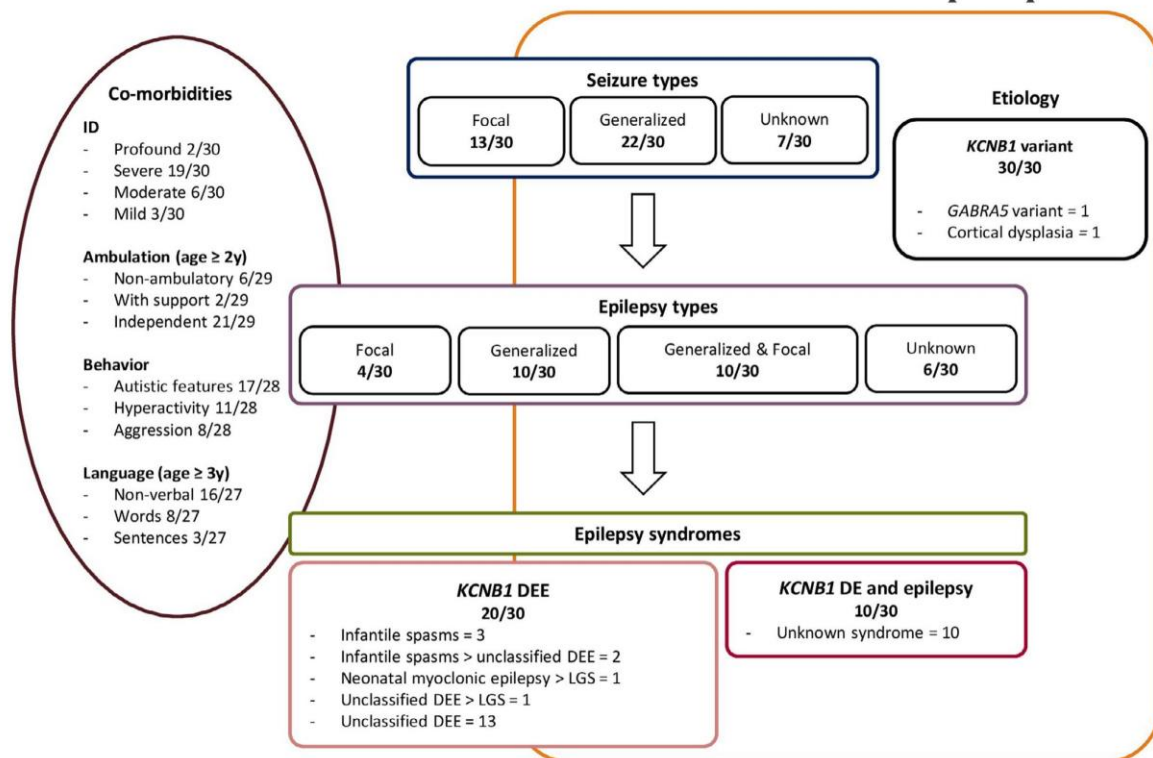 Co-morbidities
ID
- Profound 2/30
- Severe 19/30
- Moderate 6/30
- Mild 3/30
Ambulation (age ≥ 2y)
- Non-ambulatory 6/29
- With support 2/29
- Independent 21/29
Behavior
- Autistic features 17/28
- Hyperactivity 11/28
- Aggression 8/28
Language (age ≥ 3y)
- Non-verbal 16/27
- Words 8/27
- Sentences 3/27
Seizure types
Focal
13/30
Generalized
22/30
Unknown
7/30
Etiology
KCNB1 variant
30/30
- GABRA5 variant = 1
- Cortical dysplasia = 1
Epilepsy types
Focal
4/30
Generalized
10/30
Generalized & Focal
10/30
Unknown
6/30
Epilepsy syndromes
KCNB1 DEE
20/30
- Infantile spasms = 3
- Infantile spasms > unclassified DEE = 2
- Neonatal myoclonic epilepsy > LGS = 1
- Unclassified DEE > LGS = 1
- Unclassified DEE = 13
KCNB1 DE and epilepsy
10/30
- Unknown syndrome = 10